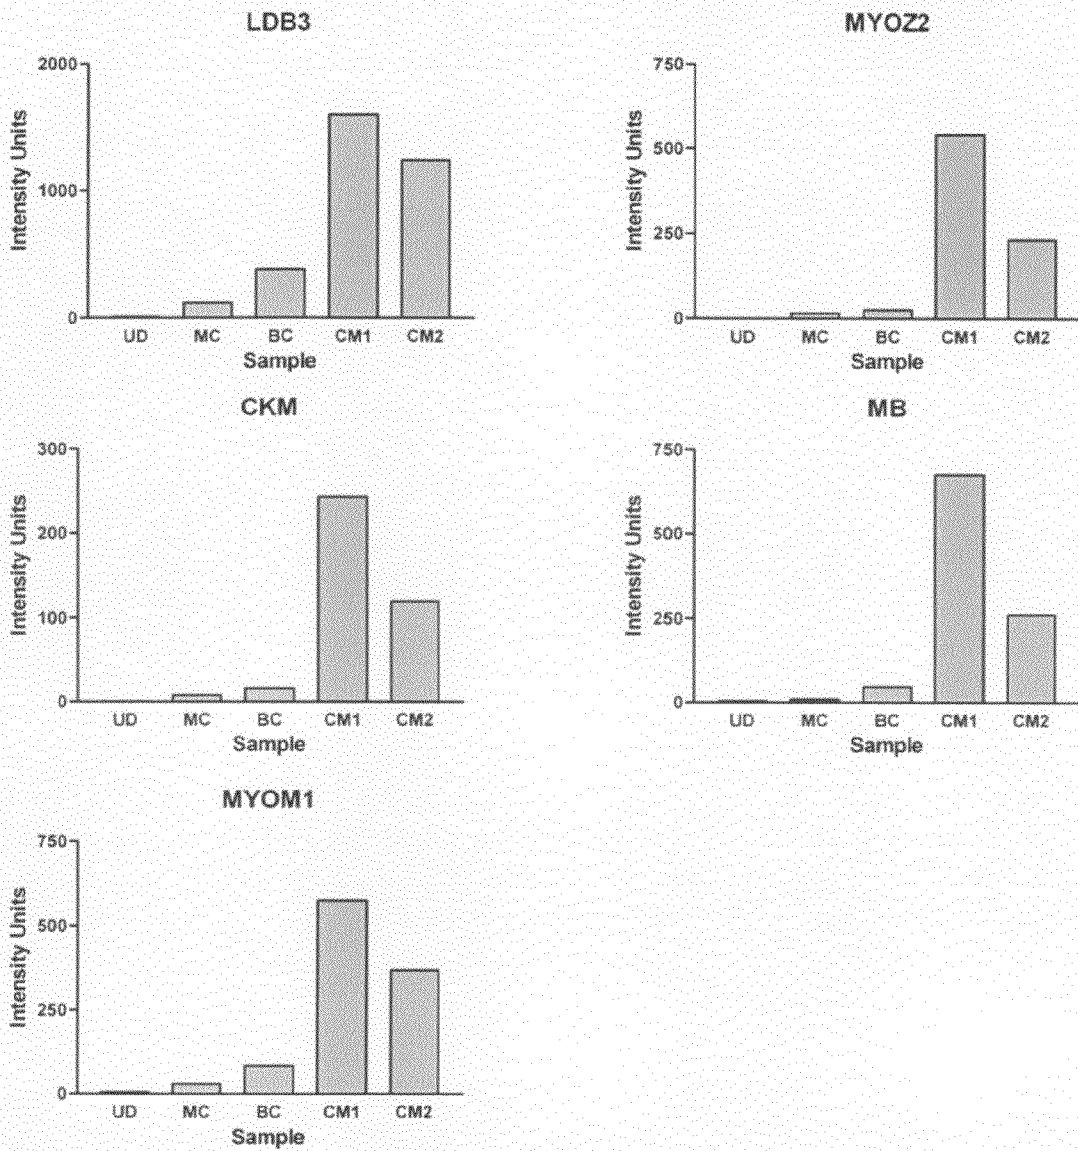 LDB3
Intensity Units
2000
1000
0
UD MC BC CM1 CM2
Sample
MYOZ2
Intensity Units
750
500
250
0
UD MC BC CM1 CM2
Sample
CKM
Intensity Units
300
200
100
0
UD MC BC CM1 CM2
Sample
MB
Intensity Units
750
500
250
0
UD MC BC CM1 CM2
Sample
MYOM1
Intensity Units
750
500
250
0
UD MC BC CM1 CM2
Sample